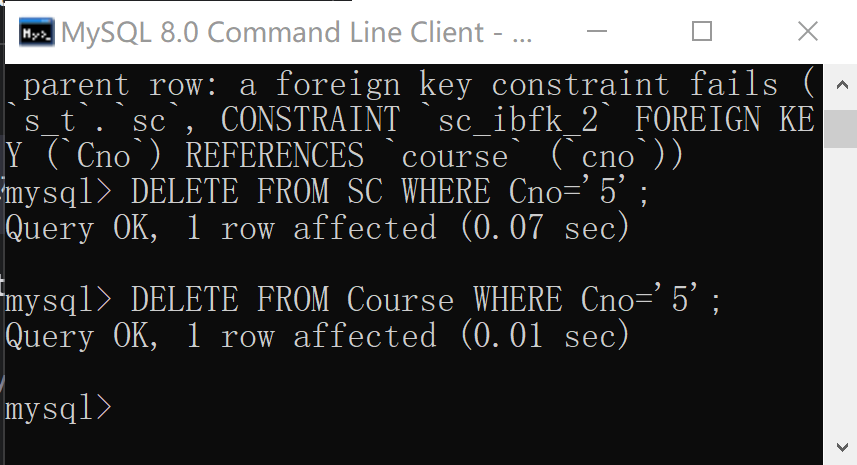 MySQL 8.0 Command Line Client - ...
parent row: a foreign key constraint fails (
`s_t`.`sc`, CONSTRAINT `sc_ibfk_2` FOREIGN KE
Y (`Cno`) REFERENCES `course` (`cno`))
mysql> DELETE FROM SC WHERE Cno='5';
Query OK, 1 row affected (0.07 sec)
mysql> DELETE FROM Course WHERE Cno='5';
Query OK, 1 row affected (0.01 sec)
mysql>